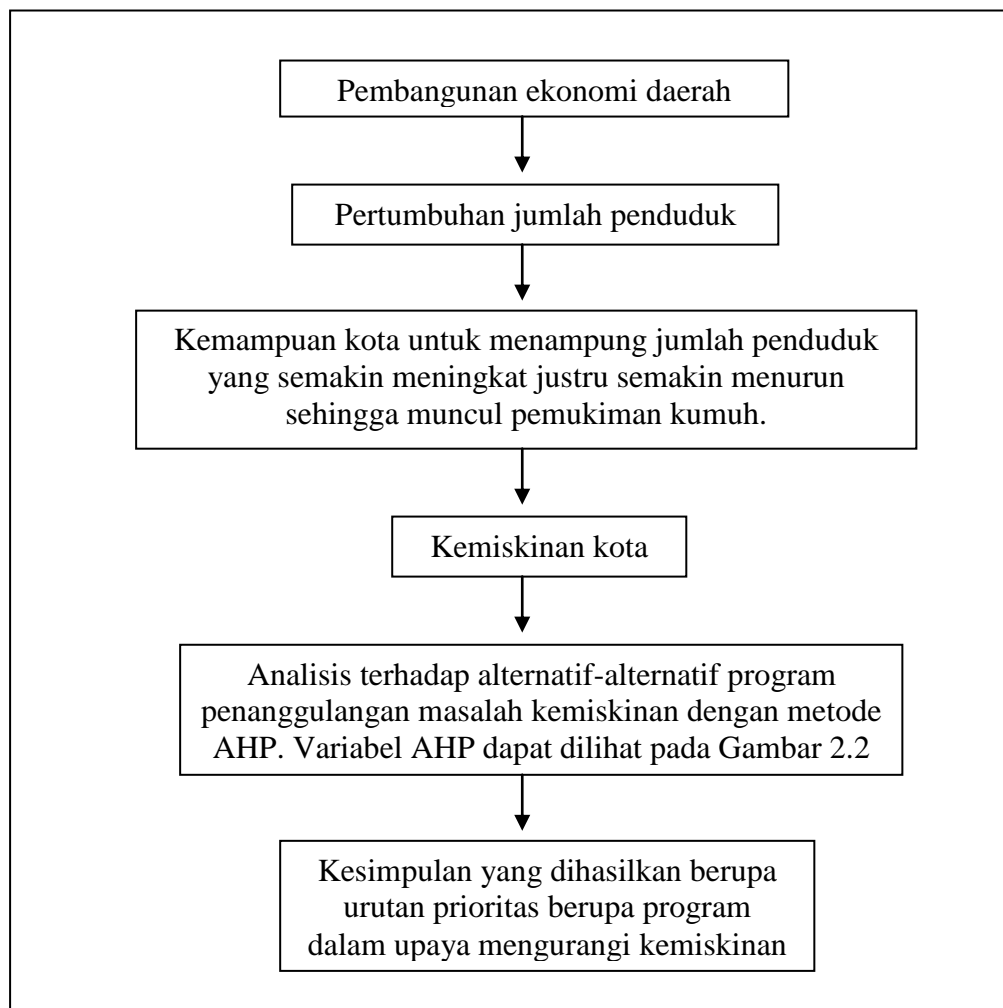 Pembangunan ekonomi daerah
Pertumbuhan jumlah penduduk
Kemampuan kota untuk menampung jumlah penduduk
yang semakin meningkat justru semakin menurun
sehingga muncul pemukiman kumuh.
Kemiskinan kota
Analisis terhadap alternatif-alternatif program
penanggulangan masalah kemiskinan dengan metode
AHP. Variabel AHP dapat dilihat pada Gambar 2.2
Kesimpulan yang dihasilkan berupa
urutan prioritas berupa program
dalam upaya mengurangi kemiskinan